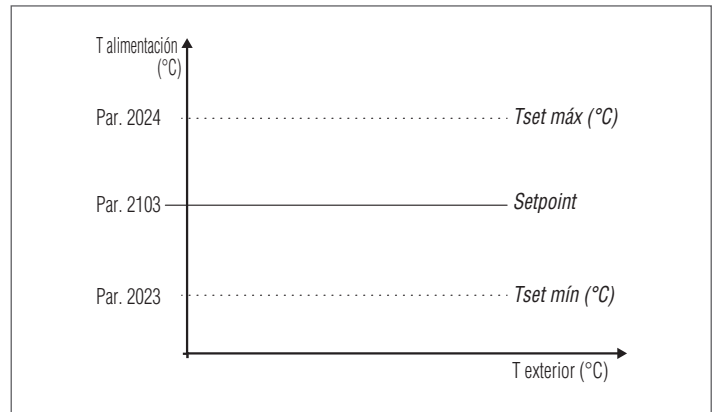 T alimentación
(°C)
Par. 2024
Tset máx (°C)
Par. 2103
Setpoint
Par. 2023
Tset mín (°C)
T exterior (°C)